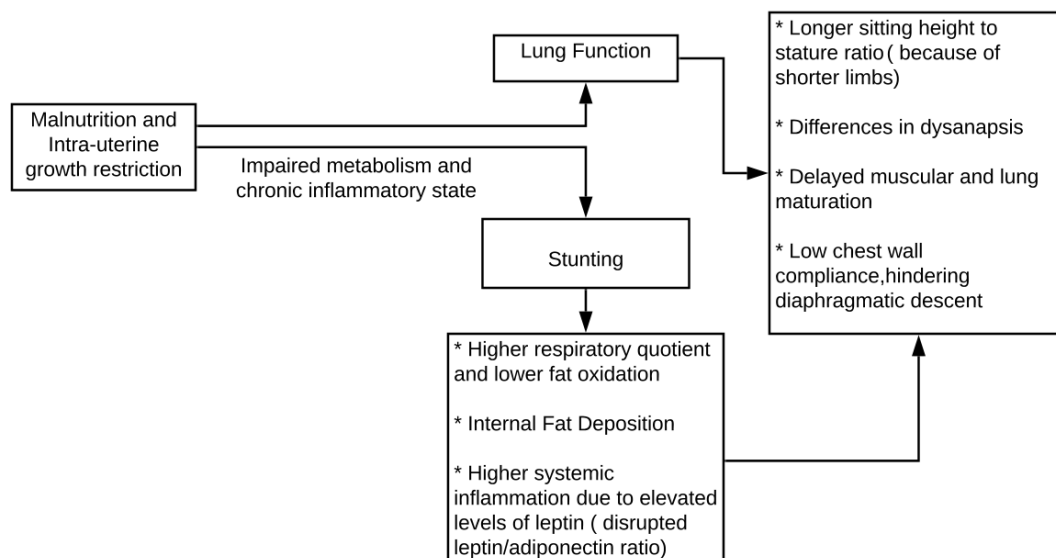 Lung Function
Malnutrition and
Intra-uterine
growth restriction
Impaired metabolism and
chronic inflammatory state
Stunting
* Higher respiratory quotient
and lower fat oxidation
* Internal Fat Deposition
* Higher systemic
inflammation due to elevated
levels of leptin ( disrupted
leptin/adiponectin ratio)
* Longer sitting height to
stature ratio( because of
shorter limbs)
* Differences in dysanapsis
* Delayed muscular and lung
maturation
* Low chest wall
compliance,hindering
diaphragmatic descent